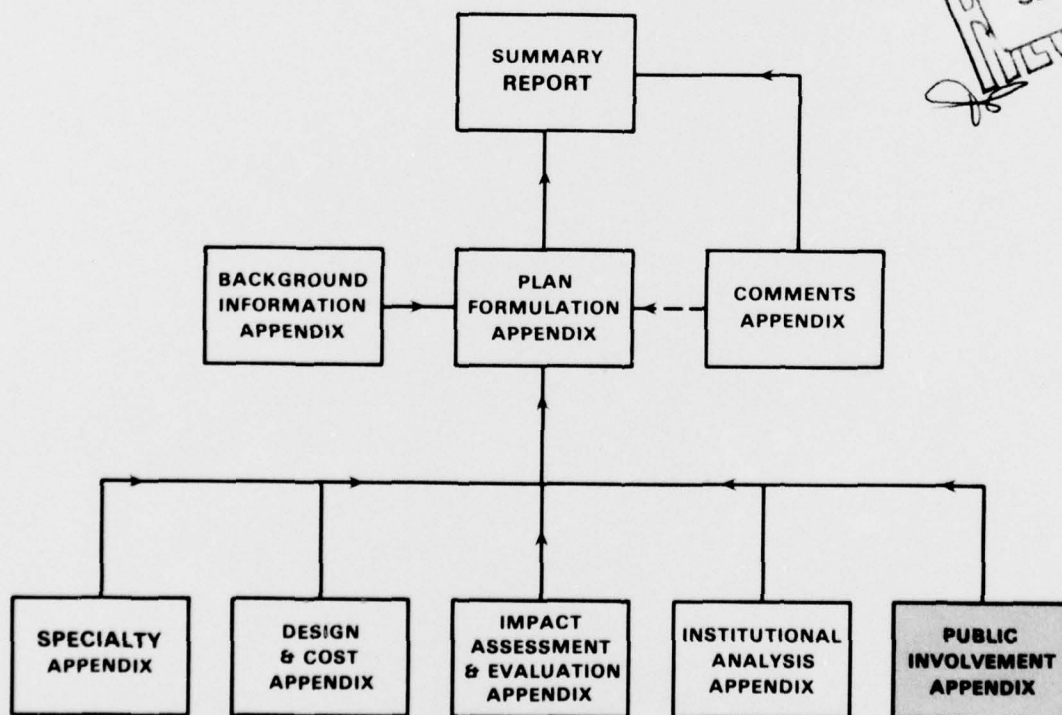 SUMMARY
REPORT
BACKGROUND
INFORMATION
APPENDIX
PLAN
FORMULATION
APPENDIX
COMMENTS
APPENDIX
SPECIALTY
APPENDIX
DESIGN
& COST
APPENDIX
IMPACT
ASSESSMENT
& EVALUATION
APPENDIX
INSTITUTIONAL
ANALYSIS
APPENDIX
PUBLIC
INVOLVEMENT
APPENDIX